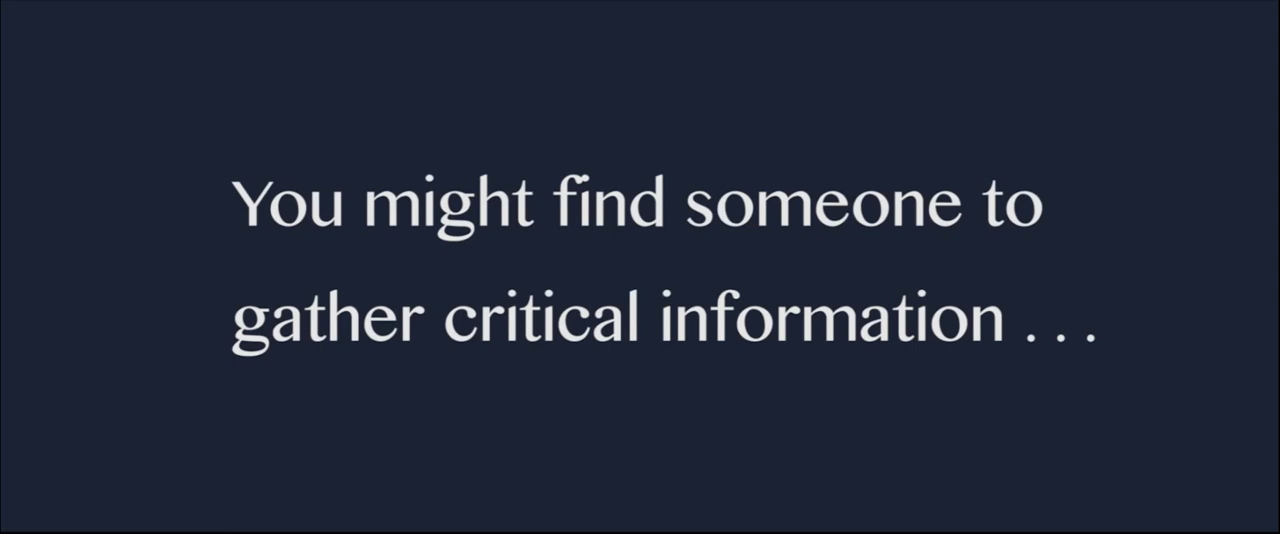 You might find someone to
gather critical information . . .